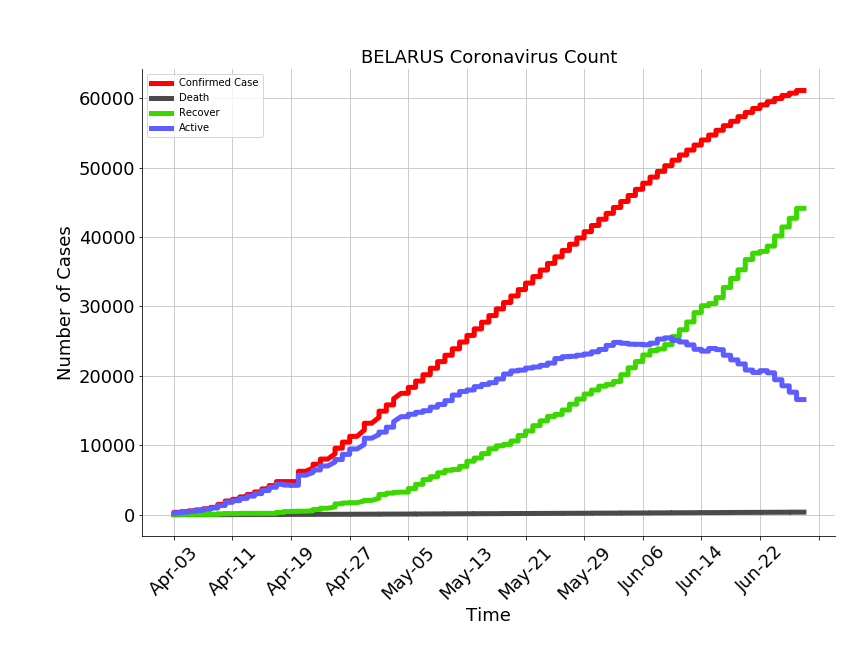 BELARUS Coronavirus Count
Confirmed Case
Death
Recover
Active
60000
50000
40000
30000
20000
10000
0
Number of Cases
Apr-03
Apr-11
Apr-19
Apr-27
May-05
May-13
May-21
May-29
Jun-06
Jun-14
Jun-22
Time